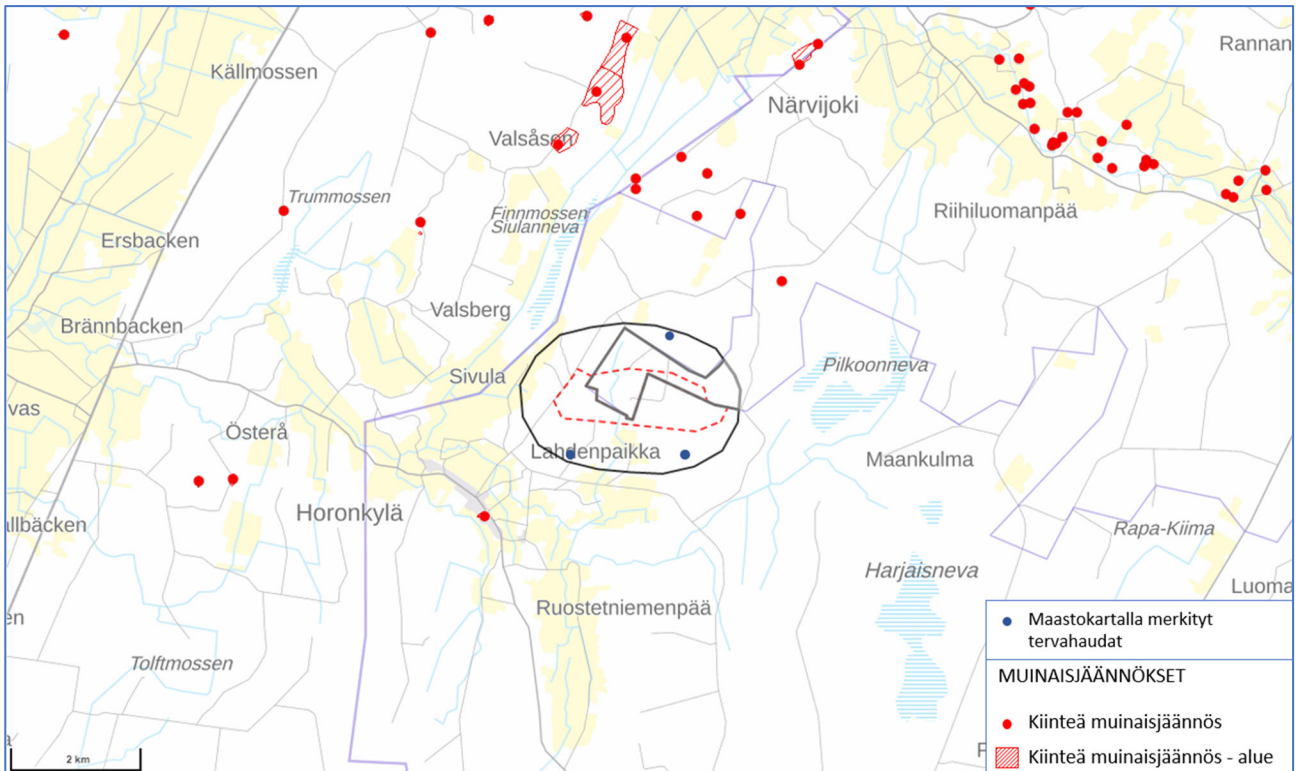 Rannan
Källmossen
Närvijoki
Valsåsen
Trummossen
Finnmossen
Siulanneva
Riihiluomanpää
Ersbacken
Valsberg
Brännbacken
Pilkoonneva
Sivula
vas
Österå
Lahdenpaikka
Maankulma
Horonkylä
allbäcken
Rapa-Kiima
Harjaisneva
Luoma
Ruostetniemenpää
en
Tolftmossen
Maastokartalla merkityt
tervahaudat
MUINAISJÄÄNNÖKSET
Kiinteä muinaisjäännös
Kiinteä muinaisjäännös - alue
2 km